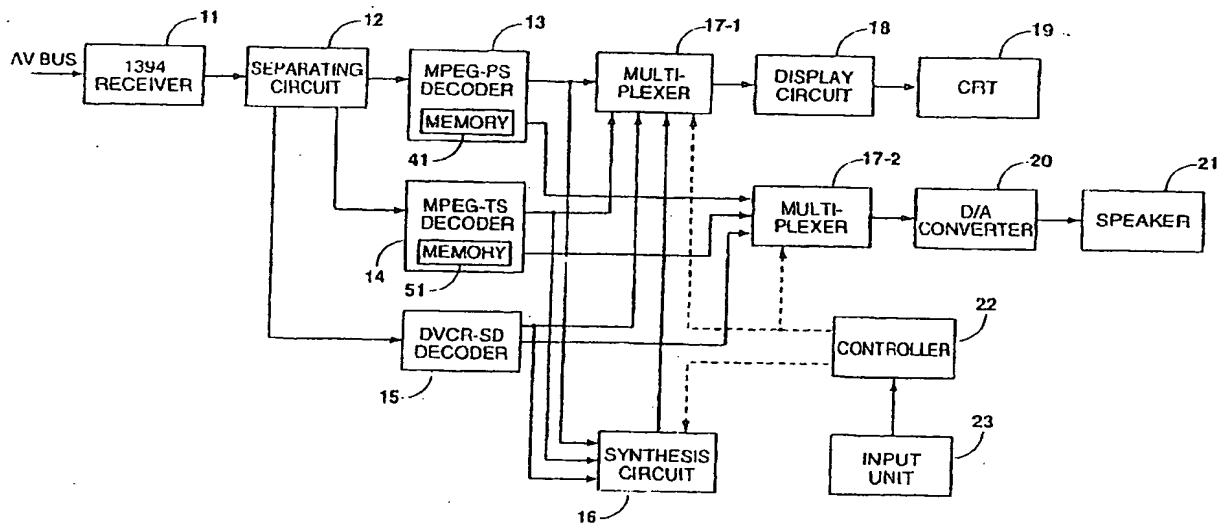 11
12
13
17-1
18
19
AV BUS
1394
RECEIVER
SEPARATING
CIRCUIT
MPEG-PS
DECODER
MEMORY
41
MULTI-
PLEXER
DISPLAY
CIRCUIT
CRT
17-2
20
21
MPEG-TS
DECODER
MEMORY
14
51
MULTI-
PLEXER
D/A
CONVERTER
SPEAKER
DVCR-SD
DECODER
15
22
CONTROLLER
SYNTHESIS
CIRCUIT
16
23
INPUT
UNIT